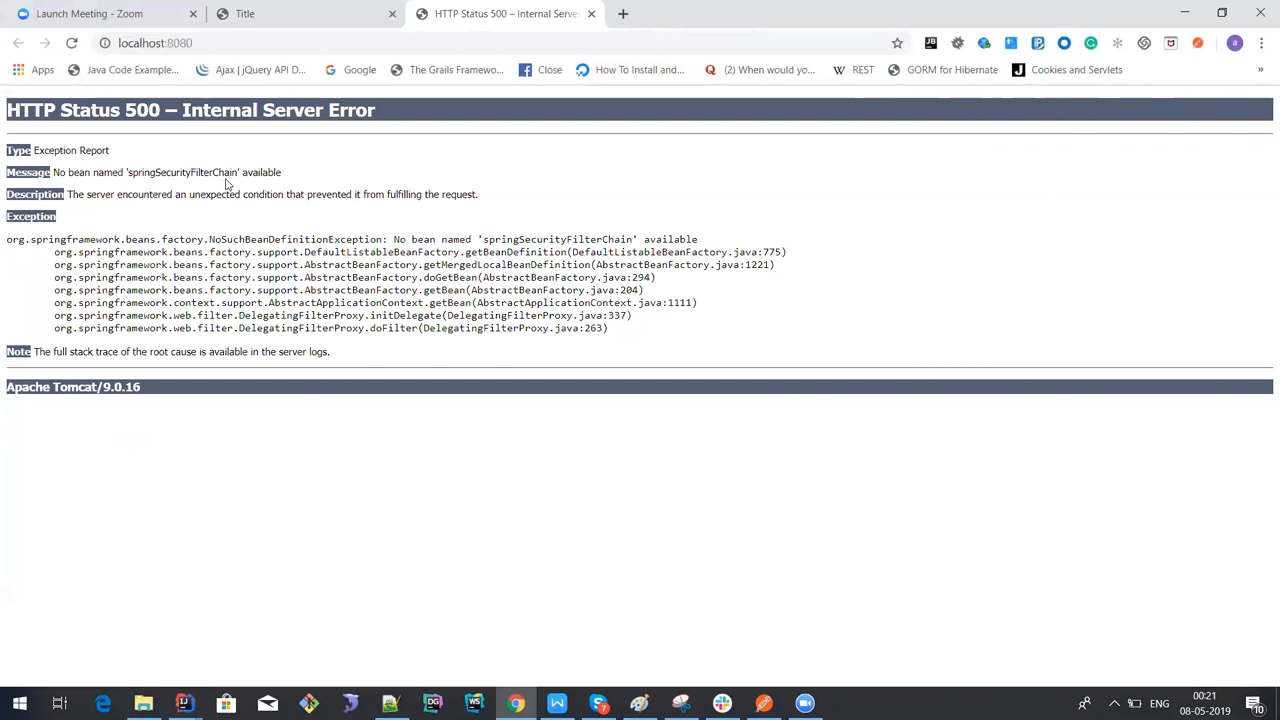 Launch Meeting - Zoom
Title
HTTP Status 500 – Internal Serve
localhost:8080
Apps
Java Code Example...
Ajax | jQuery API D...
Google
The Grails Framewo...
Close
How To Install and...
(2) When would you...
REST
GORM for Hibernate
Cookies and Servlets
HTTP Status 500 – Internal Server Error
Type Exception Report
Message No bean named 'springSecurityFilterChain' available
Description The server encountered an unexpected condition that prevented it from fulfilling the request.
Exception
org.springframework.beans.factory.NoSuchBeanDefinitionException: No bean named 'springSecurityFilterChain' available
org.springframework.beans.factory.support.DefaultListableBeanFactory.getBeanDefinition(DefaultListableBeanFactory.java:775)
org.springframework.beans.factory.support.AbstractBeanFactory.getMergedLocalBeanDefinition(AbstractBeanFactory.java:1221)
org.springframework.beans.factory.support.AbstractBeanFactory.doGetBean(AbstractBeanFactory.java:294)
org.springframework.beans.factory.support.AbstractBeanFactory.getBean(AbstractBeanFactory.java:204)
org.springframework.context.support.AbstractApplicationContext.getBean(AbstractApplicationContext.java:1111)
org.springframework.web.filter.DelegatingFilterProxy.initDelegate(DelegatingFilterProxy.java:337)
org.springframework.web.filter.DelegatingFilterProxy.doFilter(DelegatingFilterProxy.java:263)
Note The full stack trace of the root cause is available in the server logs.
Apache Tomcat/9.0.16
ENG
00:21
08-05-2019